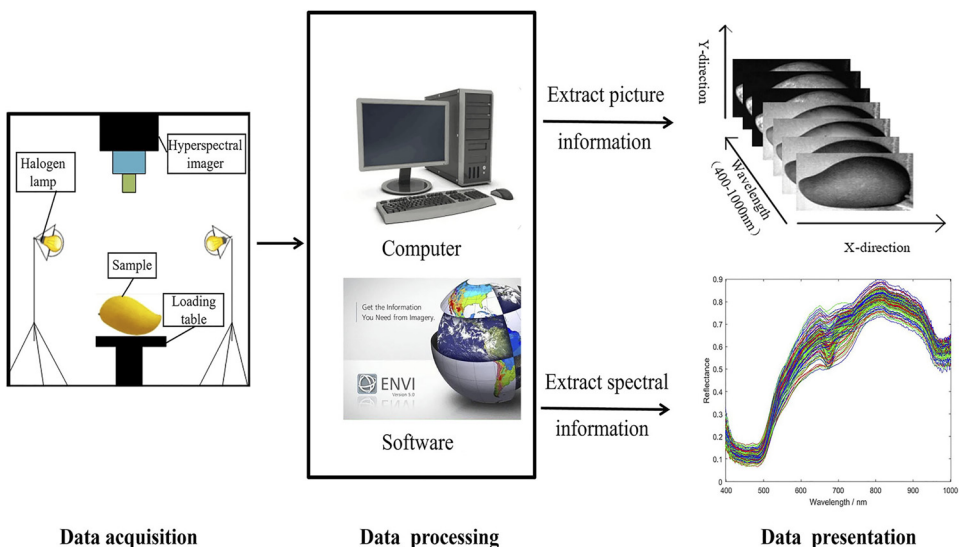 Halogen
lamp
Hyperspectral
imager
Sample
Loading
table
Data acquisition
Computer
Get the Information
You Need from Imagery.
ENVI
Version 5.0
Software
Data processing
Extract picture
information
Extract spectral
information
Y-direction
Wavelength
(400-1000nm)
X-direction
Reflectance
0.9
0.8
0.7
0.6
0.5
0.4
0.3
0.2
0.1
0
400 500 600 700 800 900 1000
Wavelength / nm
Data presentation